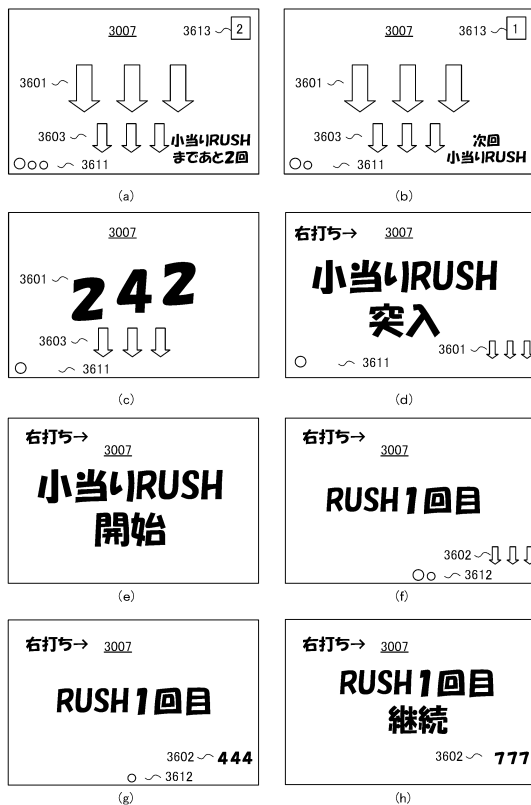 3007
3613
2
3601
3603
小当りRUSH
まであと2回
3611
(a)
3007
3613
1
3601
3603
次回
小当りRUSH
3611
(b)
3007
3601
242
3603
3611
(c)
右打ち→
3007
小当りRUSH
突入
3601
3611
(d)
右打ち→
3007
小当りRUSH
開始
(e)
右打ち→
3007
RUSH1回目
3602
3612
(f)
右打ち→
3007
RUSH1回目
3602
444
3612
(g)
右打ち→
3007
RUSH1回目
継続
3602
777
(h)